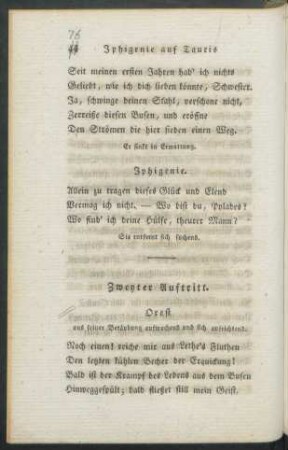 76
Iphigenie auf Tauris
Seit meinen ersten Jahren hab' ich nichts
Geliebt, wie ich dich lieben könnte, Schwester.
Ja, schwinge deinen Stahl, verschone nicht,
Zerreisse diesen Busen, und eröffne
Den Strömen die hier sieden einen Weg.
Er sinkt in Ermattung.
Iphigenie.
Allein zu tragen dieses Glück und Elend
Vermag ich nicht. — Wo bist du, Pylades?
Wo find' ich deine Hülfe, theurer Mann?
Sie entfernt sich suchend.
Zweyter Auftritt.
Orest
aus seiner Betäubung erwachend und sich aufrichtend.
Noch einen! reiche mir aus Lethe's Fluthen
Den letzten kühlen Becher der Erquickung!
Bald ist der Krampf des Lebens aus dem Busen
Hinweggespült; bald fließet still mein Geist,